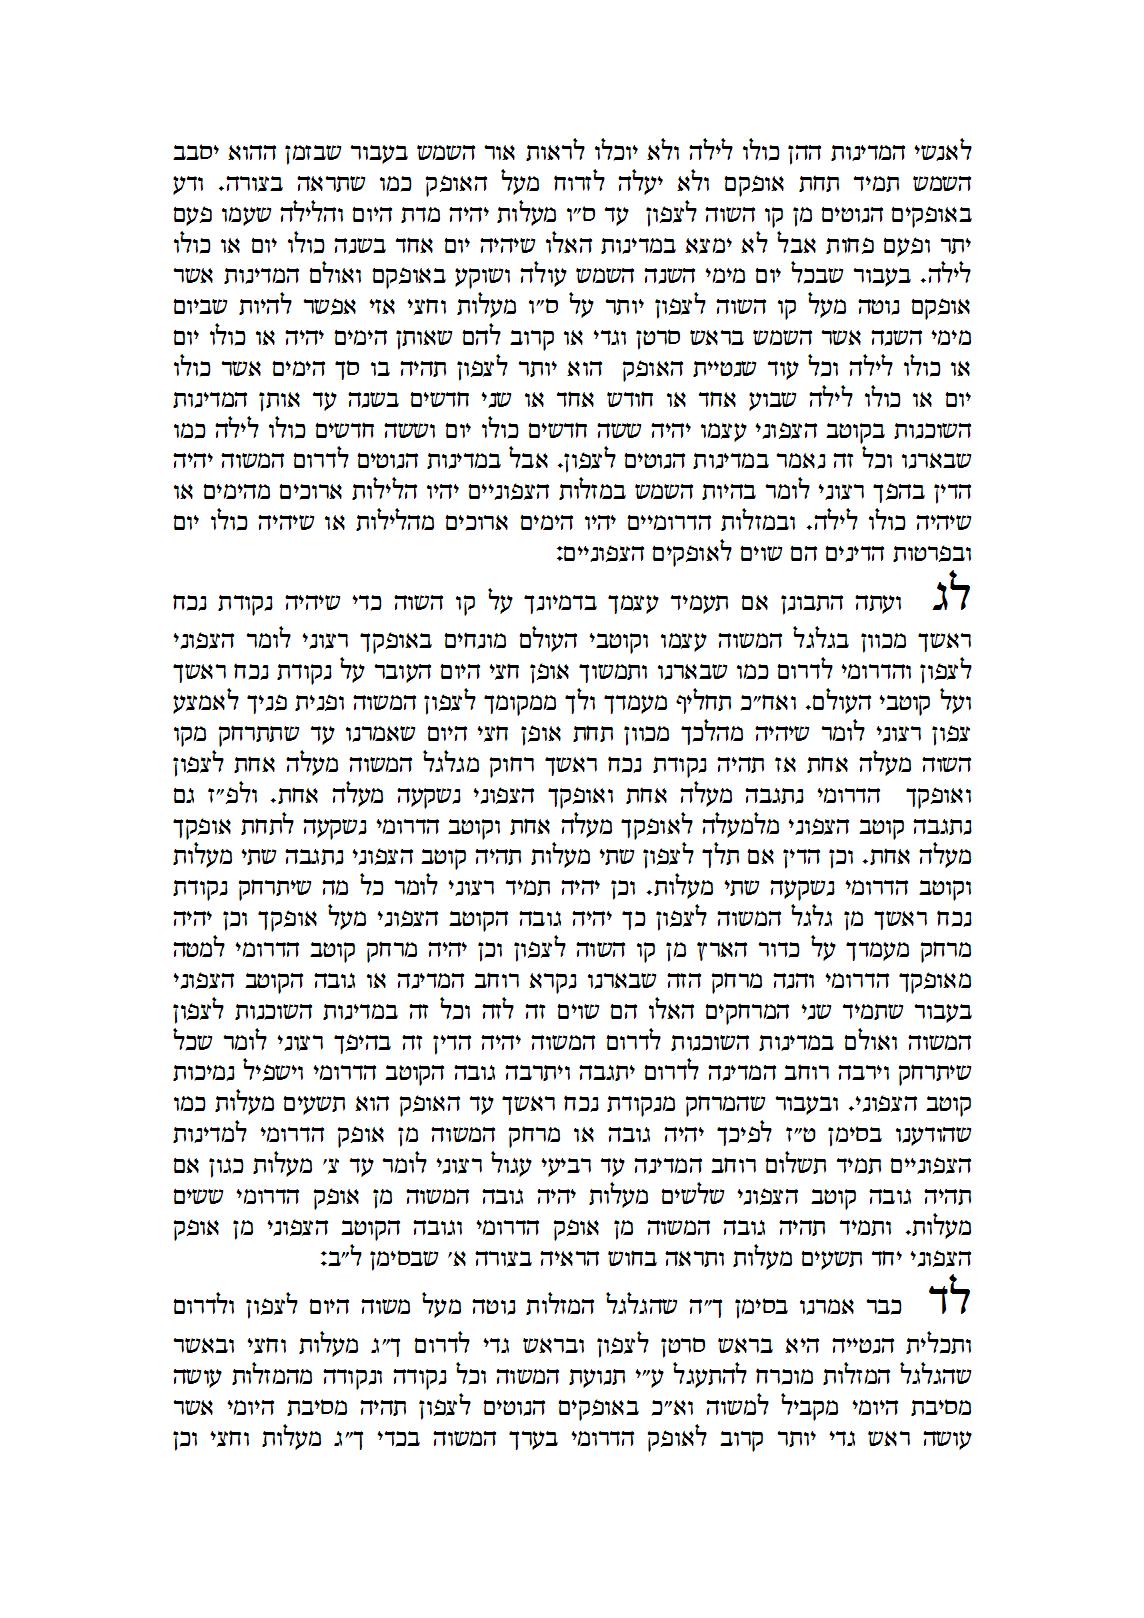 לאנשי המדינות ההן כולו לילה ולא יוכלו לראות אור השמש בעבור שבזמן ההוא יסבב
השמש תמיד תחת אופקם ולא יעלה לזרוח מעל האופק כמו שתראה בצורה. ודע
באופקים הנוטים מן קו השוה לצפון עד ס״ו מעלות יהיה מדת היום והלילה שעמו פעם
יתר ופעם פחות אבל לא ימצא במדינות האלו שיהיה יום אחד בשנה כולו יום או כולו
לילה. בעבור שבכל יום מימי השנה השמש עולה ושוקע באופקם ואולם המדינות אשר
אופקם נוטה מעל קו השוה לצפון יותר על ס״ו מעלות וחצי אזי אפשר להיות שביום
מימי השנה אשר השמש בראש סרטן וגדי או קרוב להם שאותן הימים יהיה או כולו יום
או כולו לילה וכל עוד שנטיית האופק הוא יותר לצפון תהיה בו סך הימים אשר כולו
יום או כולו לילה שבוע אחד או חודש אחד או שני חדשים בשנה עד אותן המדינות
השוכנות בקוטב הצפוני עצמו יהיה ששה חדשים כולו יום וששה חדשים כולו לילה כמו
שבארנו וכל זה נאמר במדינות הנוטים לצפון. אבל במדינות הנוטים לדרום המשוה יהיה
הדין בהפך רצוני לומר בהיות השמש במזלות הצפוניים יהיו הלילות ארוכים מהימים או
שיהיה כולו לילה. ובמזלות הדרומיים יהיו הימים ארוכים מהלילות או שיהיה כולו יום
ובפרטות הדינים הם שוים לאופקים הצפוניים:
לג ועתה התבונן אם תעמיד עצמך בדמיונך על קו השוה כדי שיהיה נקודת נכח
ראשך מכוון בגלגל המשוה עצמו וקוטבי העולם מונחים באופקך רצוני לומר הצפוני
לצפון והדרומי לדרום כמו שבארנו ותמשוך אופן חצי היום העובר על נקודת נכח ראשך
ועל קוטבי העולם. ואח״כ תחליף מעמדך ולך ממקומך לצפון המשוה ופנית פניך לאמצע
צפון רצוני לומר שיהיה מהלכך מכוון תחת אופן חצי היום שאמרנו עד שתתרחק מקו
השוה מעלה אחת אז תהיה נקודת נכח ראשך רחוק מגלגל המשוה מעלה אחת לצפון
ואופקך הדרומי נתגבה מעלה אחת ואופקך הצפוני נשקעה מעלה אחת. ולפ״ז גם
נתגבה קוטב הצפוני מלמעלה לאופקך מעלה אחת וקוטב הדרומי נשקעה לתחת אופקך
מעלה אחת. וכן הדין אם תלך לצפון שתי מעלות תהיה קוטב הצפוני נתגבה שתי מעלות
וקוטב הדרומי נשקעה שתי מעלות. וכן יהיה תמיד רצוני לומר כל מה שיתרחק נקודת
נכח ראשך מן גלגל המשוה לצפון כך יהיה גובה הקוטב הצפוני מעל אופקך וכן יהיה
מרחק מעמדך על כדור הארץ מן קו השוה לצפון וכן יהיה מרחק קוטב הדרומי למטה
מאופקך הדרומי והנה מרחק הזה שבארנו נקרא רוחב המדינה או גובה הקוטב הצפוני
בעבור שתמיד שני המרחקים האלו הם שוים זה לזה וכל זה במדינות השוכנות לצפון
המשוה ואולם במדינות השוכנות לדרום המשוה יהיה הדין זה בהיפך רצוני לומר שכל
שיתרחק וירבה רוחב המדינה לדרום יתגבה ויתרבה גובה הקוטב הדרומי וישפיל נמיכות
קוטב הצפוני. ובעבור שהמרחק מנקודת נכח ראשך עד האופק הוא תשעים מעלות כמו
שהודענו בסימן ט״ז לפיכך יהיה גובה או מרחק המשוה מן אופק הדרומי למדינות
הצפוניים תמיד תשלום רוחב המדינה עד רביעי עגול רצוני לומר עד צ׳ מעלות כגון אם
תהיה גובה קוטב הצפוני שלשים מעלות יהיה גובה המשוה מן אופק הדרומי ששים
מעלות. ותמיד תהיה גובה המשוה מן אופק הדרומי וגובה הקוטב הצפוני מן אופק
הצפוני יחד תשעים מעלות ותראה בחוש הראיה בצורה א׳ שבסימן ל״ב:
לד כבר אמרנו בסימן ך״ה שהגלגל המזלות נוטה מעל משוה היום לצפון ולדרום
ותכלית הנטייה היא בראש סרטן לצפון ובראש גדי לדרום ך״ג מעלות וחצי ובאשר
שהגלגל המזלות מוכרח להתעגל ע״י תנועת המשוה וכל נקודה ונקודה מהמזלות עושה
מסיבת היומי מקביל למשוה וא״כ באופקים הנוטים לצפון תהיה מסיבת היומי אשר
עושה ראש גדי יותר קרוב לאופק הדרומי בערך המשוה בכדי ך״ג מעלות וחצי וכן